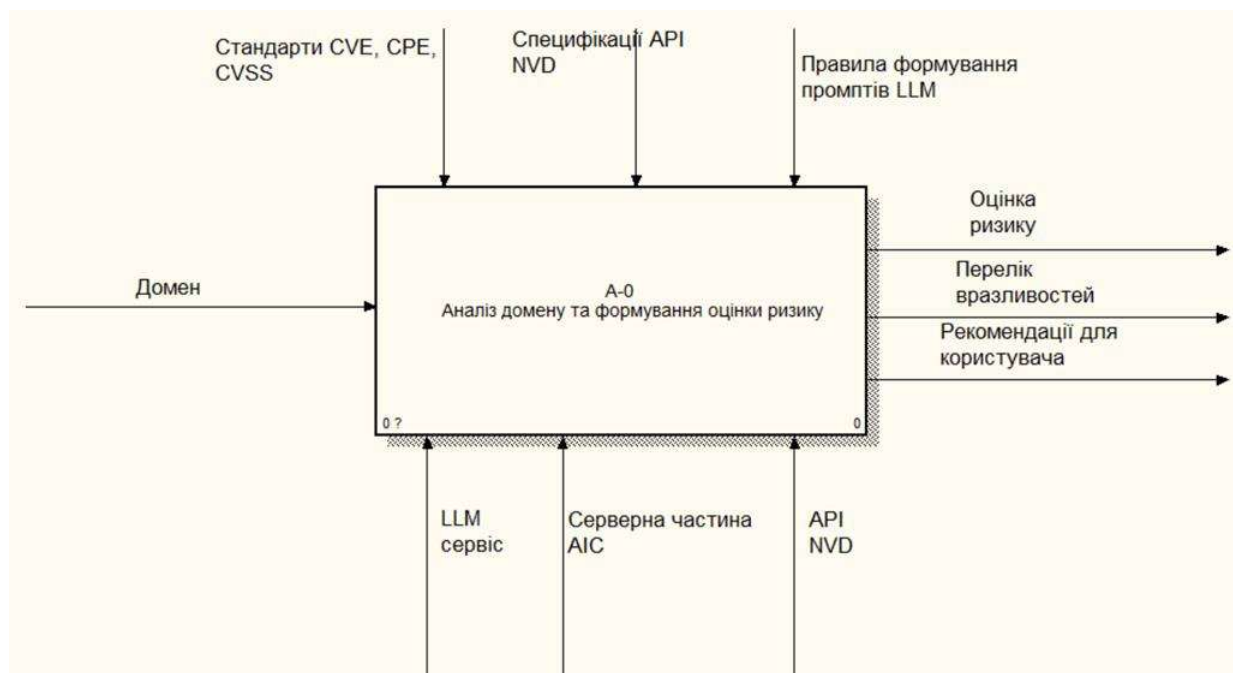 Стандарти CVE, CPE,
CVSS
Специфікації API
NVD
Правила формування
промптів LLM
Оцінка
ризику
Домен
A-0
Аналіз домену та формування оцінки ризику
Перелік
вразливостей
Рекомендації для
користувача
0 ?
0
LLM
сервіс
Серверна частина
АІС
API
NVD